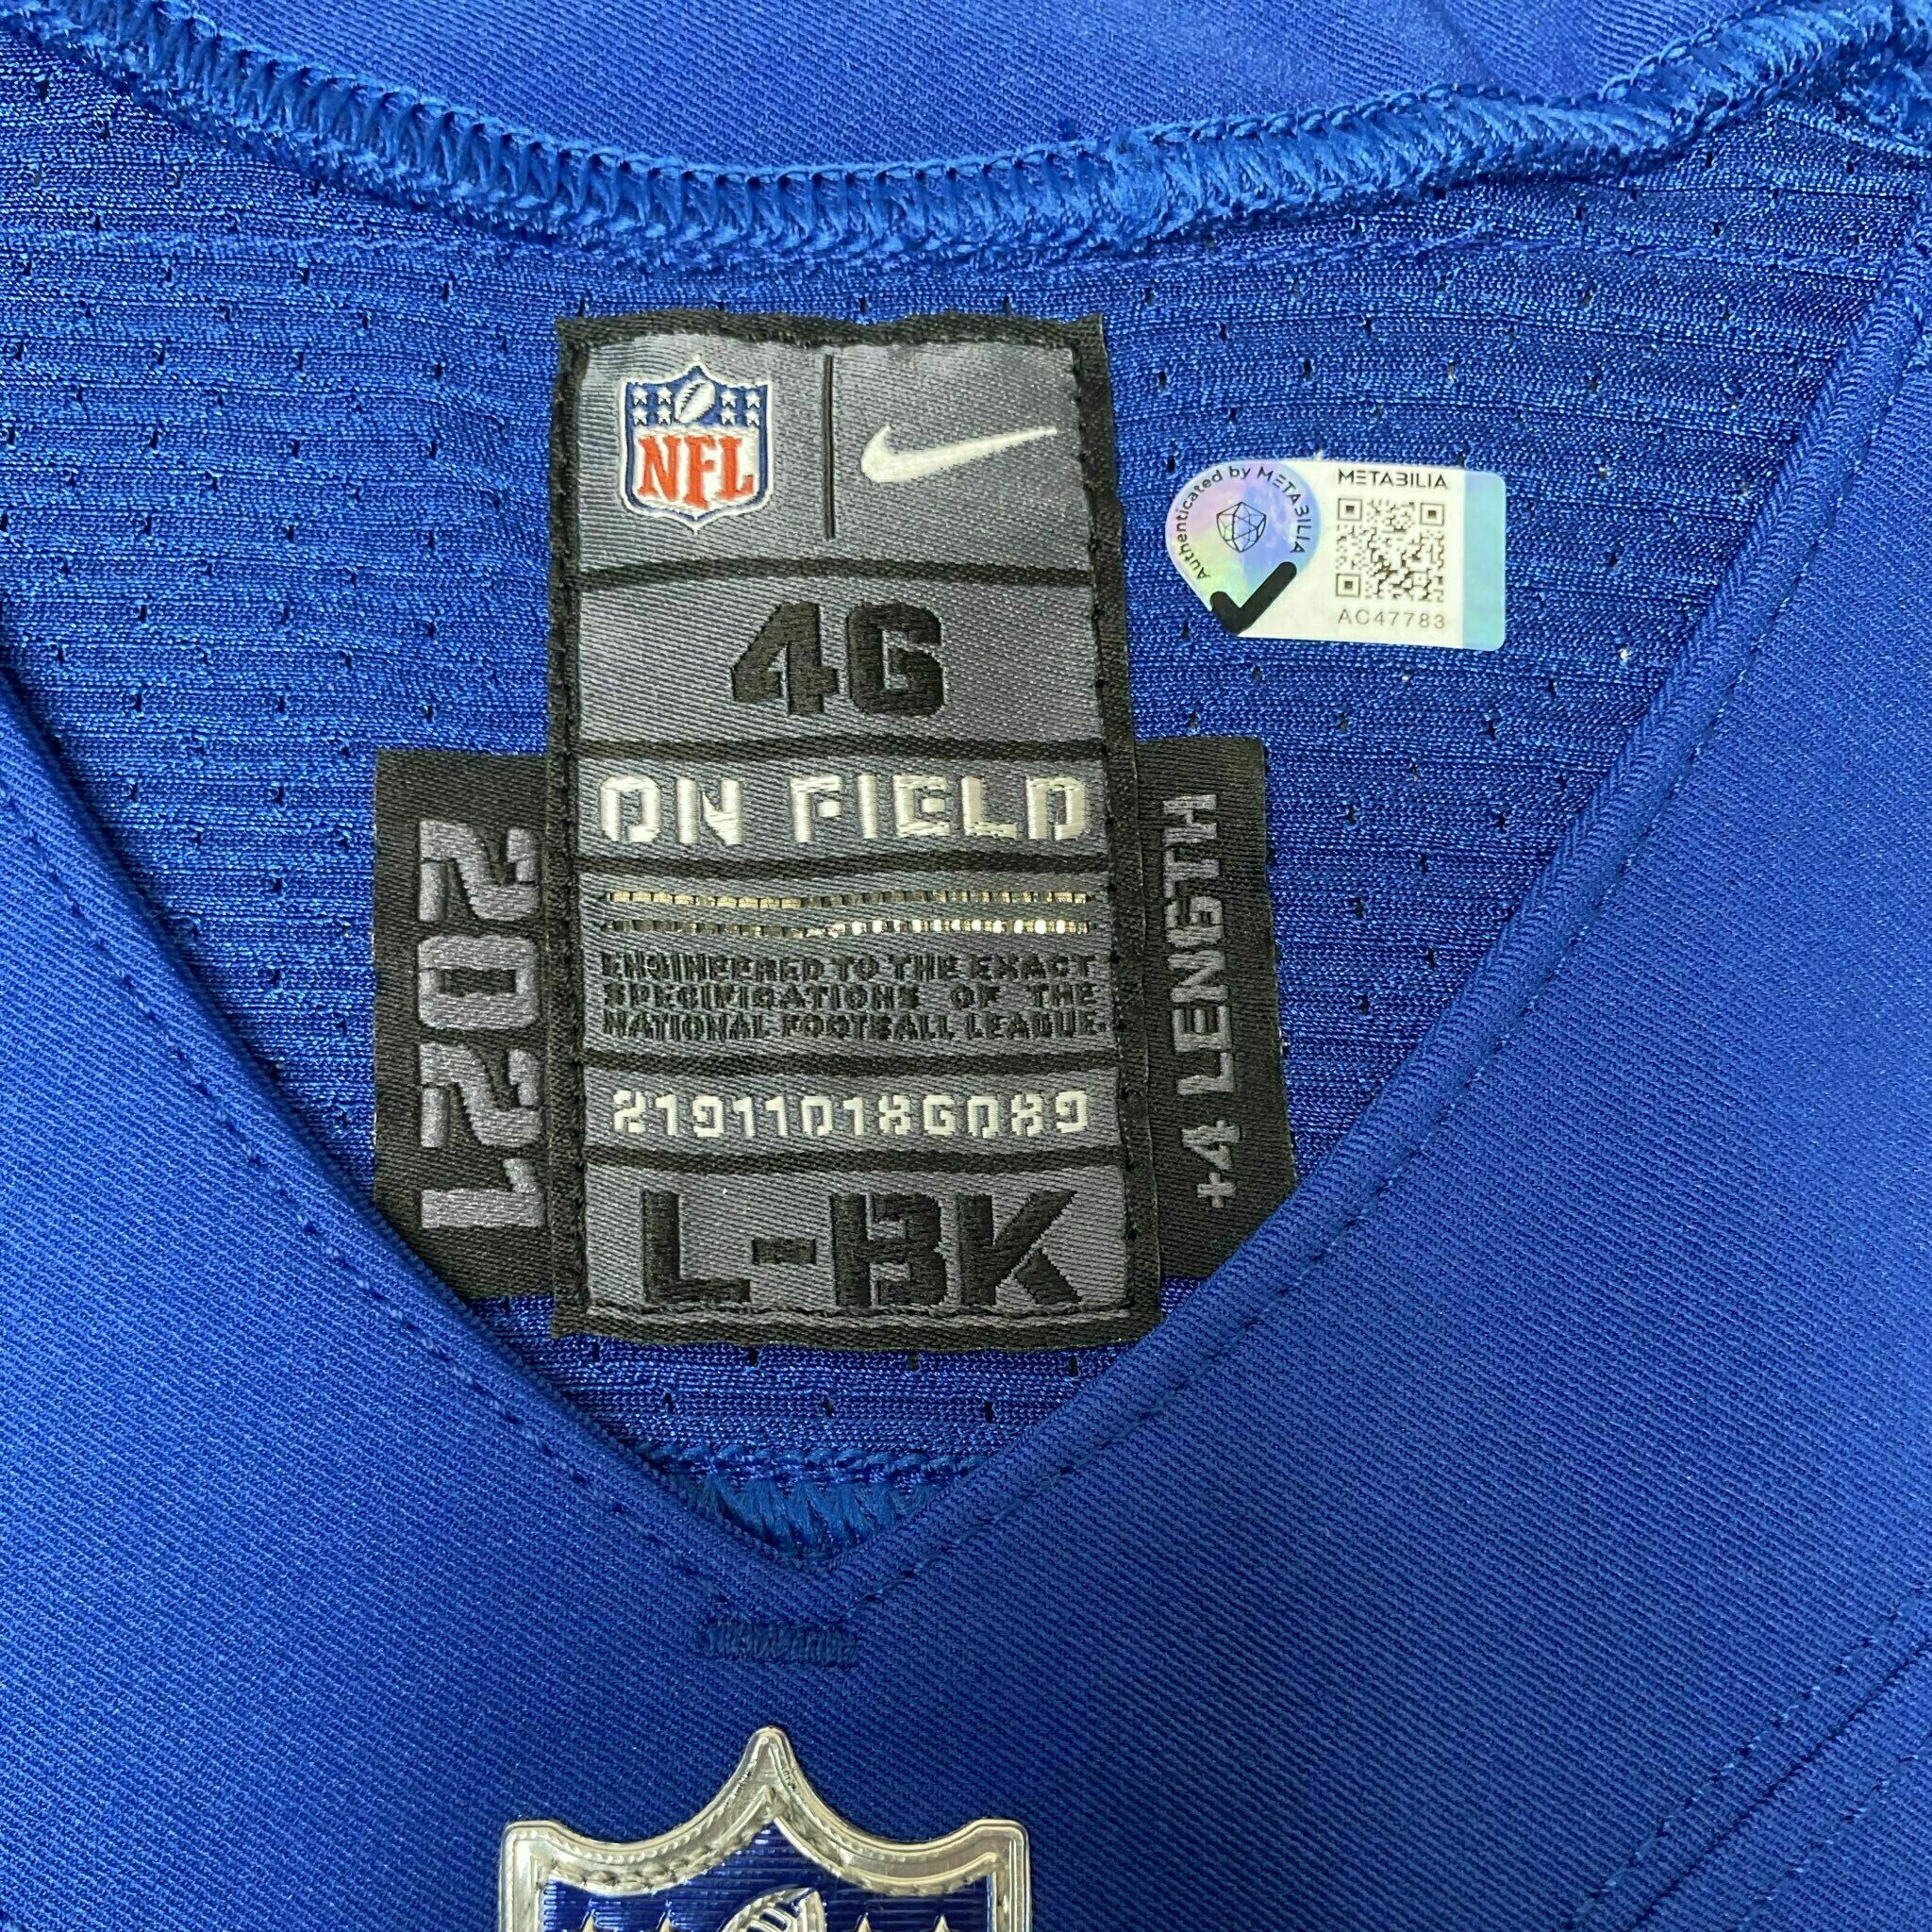 NFL
46
ON FIELD
ENGINEERED TO THE EXACT
SPECIFICATIONS OF THE
NATIONAL FOOTBALL LEAGUE.
219110186089
L-BK
2021
+4 LENGTH
Authenticated by METABILIA
METABILIA
AC47783